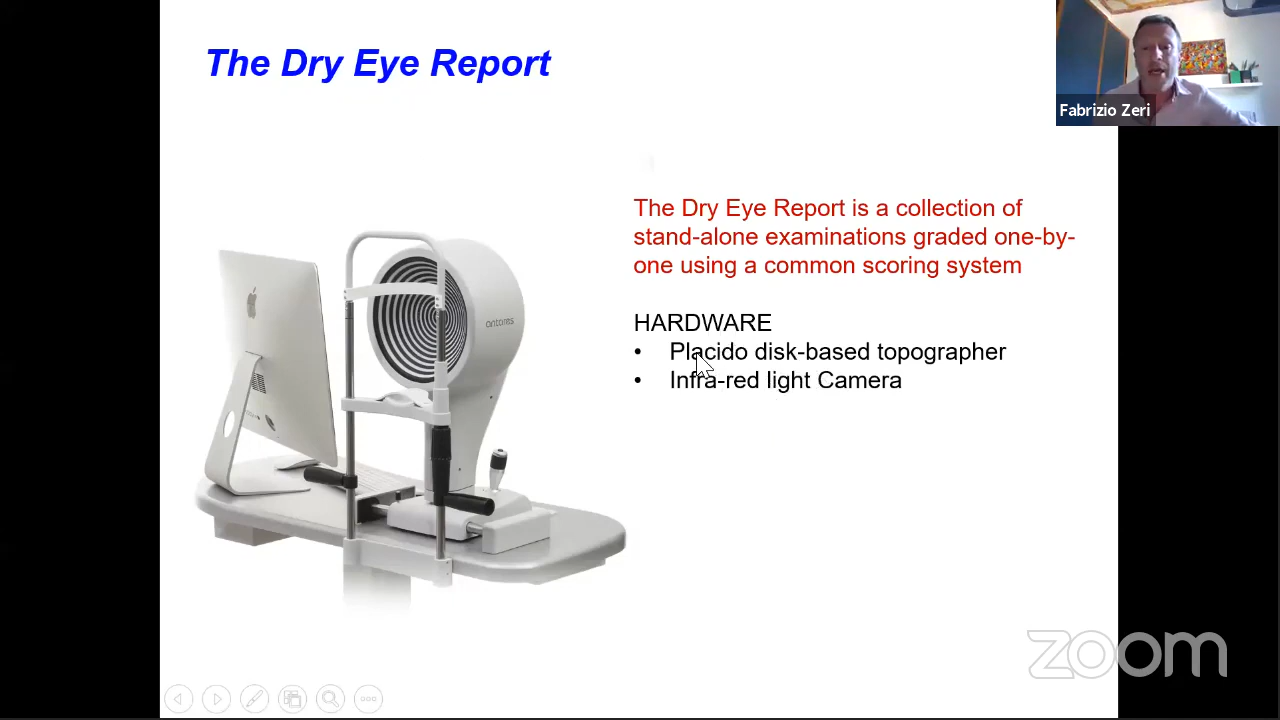 The Dry Eye Report
Fabrizio Zeri
The Dry Eye Report is a collection of
stand-alone examinations graded one-by-
one using a common scoring system
HARDWARE
• Placido disk-based topographer
• Infra-red light Camera
antares
zoom